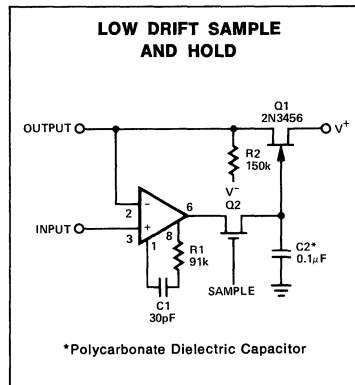 LOW DRIFT SAMPLE
AND HOLD
Q1
2N3456
V+
OUTPUT
R2
150k
V-
Q2
2
-
6
INPUT
3
+
1
8
R1
91k
C2*
0.1μF
C1
30pF
SAMPLE
*Polycarbonate Dielectric Capacitor